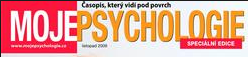 Časopis, který vidí pod povrch
MOJE PSYCHOLOGIE
www.mojepsychologie.cz
listopad 2009
SPECIÁLNÍ EDICE